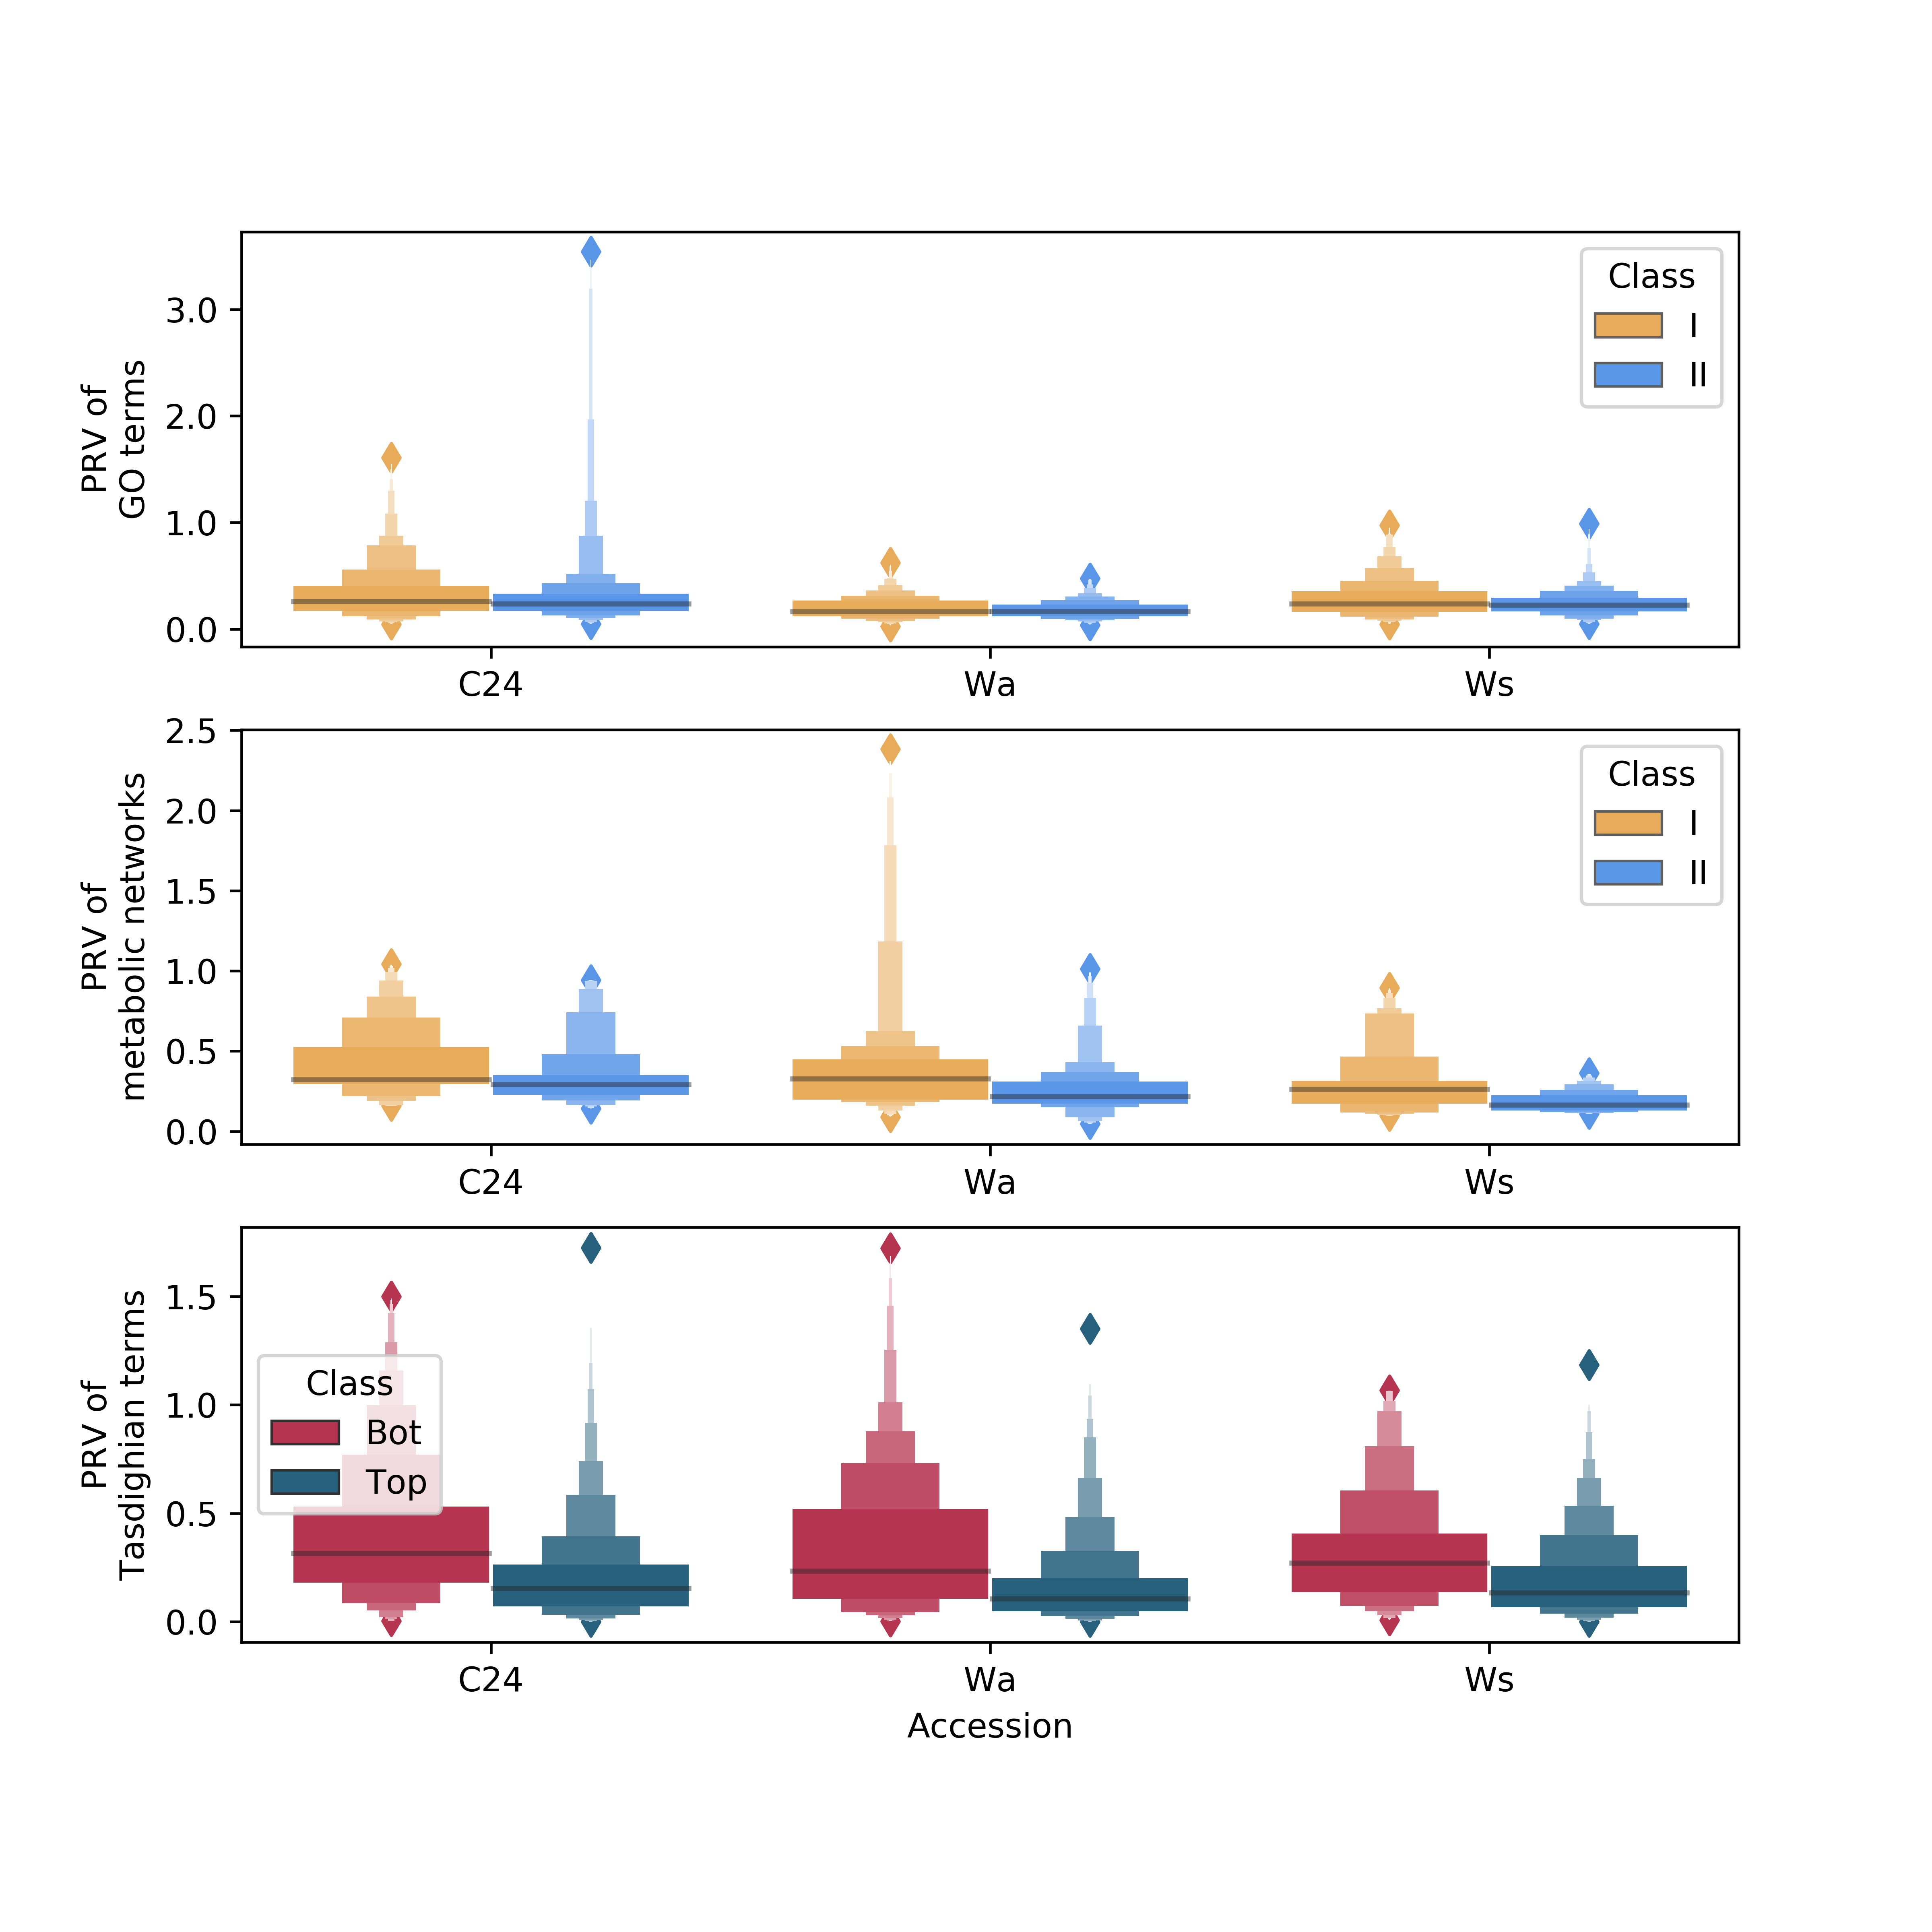 PRV of
GO terms
3.0
2.0
1.0
0.0
Class
I
II
C24 Wa Ws
PRV of
metabolic networks
2.5
2.0
1.5
1.0
0.5
0.0
Class
I
II
C24 Wa Ws
PRV of
Tasdighian terms
1.5
1.0
0.5
0.0
Class
Bot
Top
C24 Wa Ws
Accession